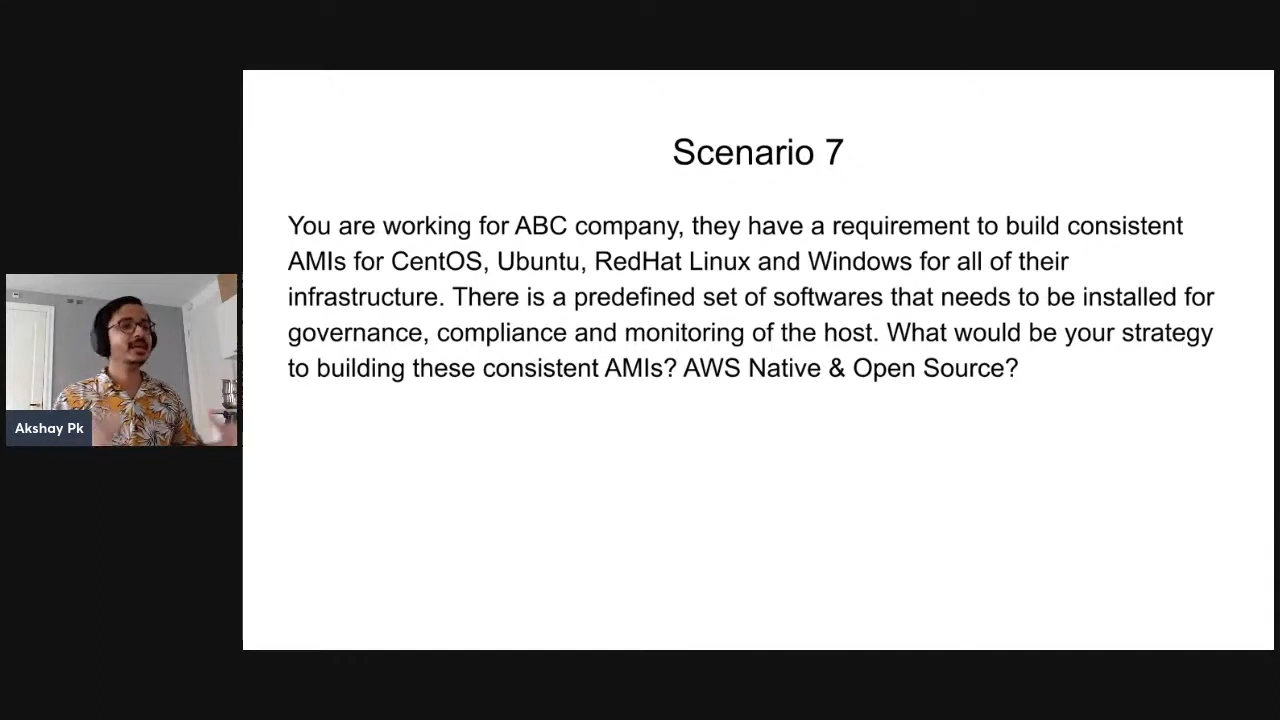 Scenario 7
You are working for ABC company, they have a requirement to build consistent
AMIs for CentOS, Ubuntu, RedHat Linux and Windows for all of their
infrastructure. There is a predefined set of softwares that needs to be installed for
governance, compliance and monitoring of the host. What would be your strategy
to building these consistent AMIs? AWS Native & Open Source?
Akshay Pk